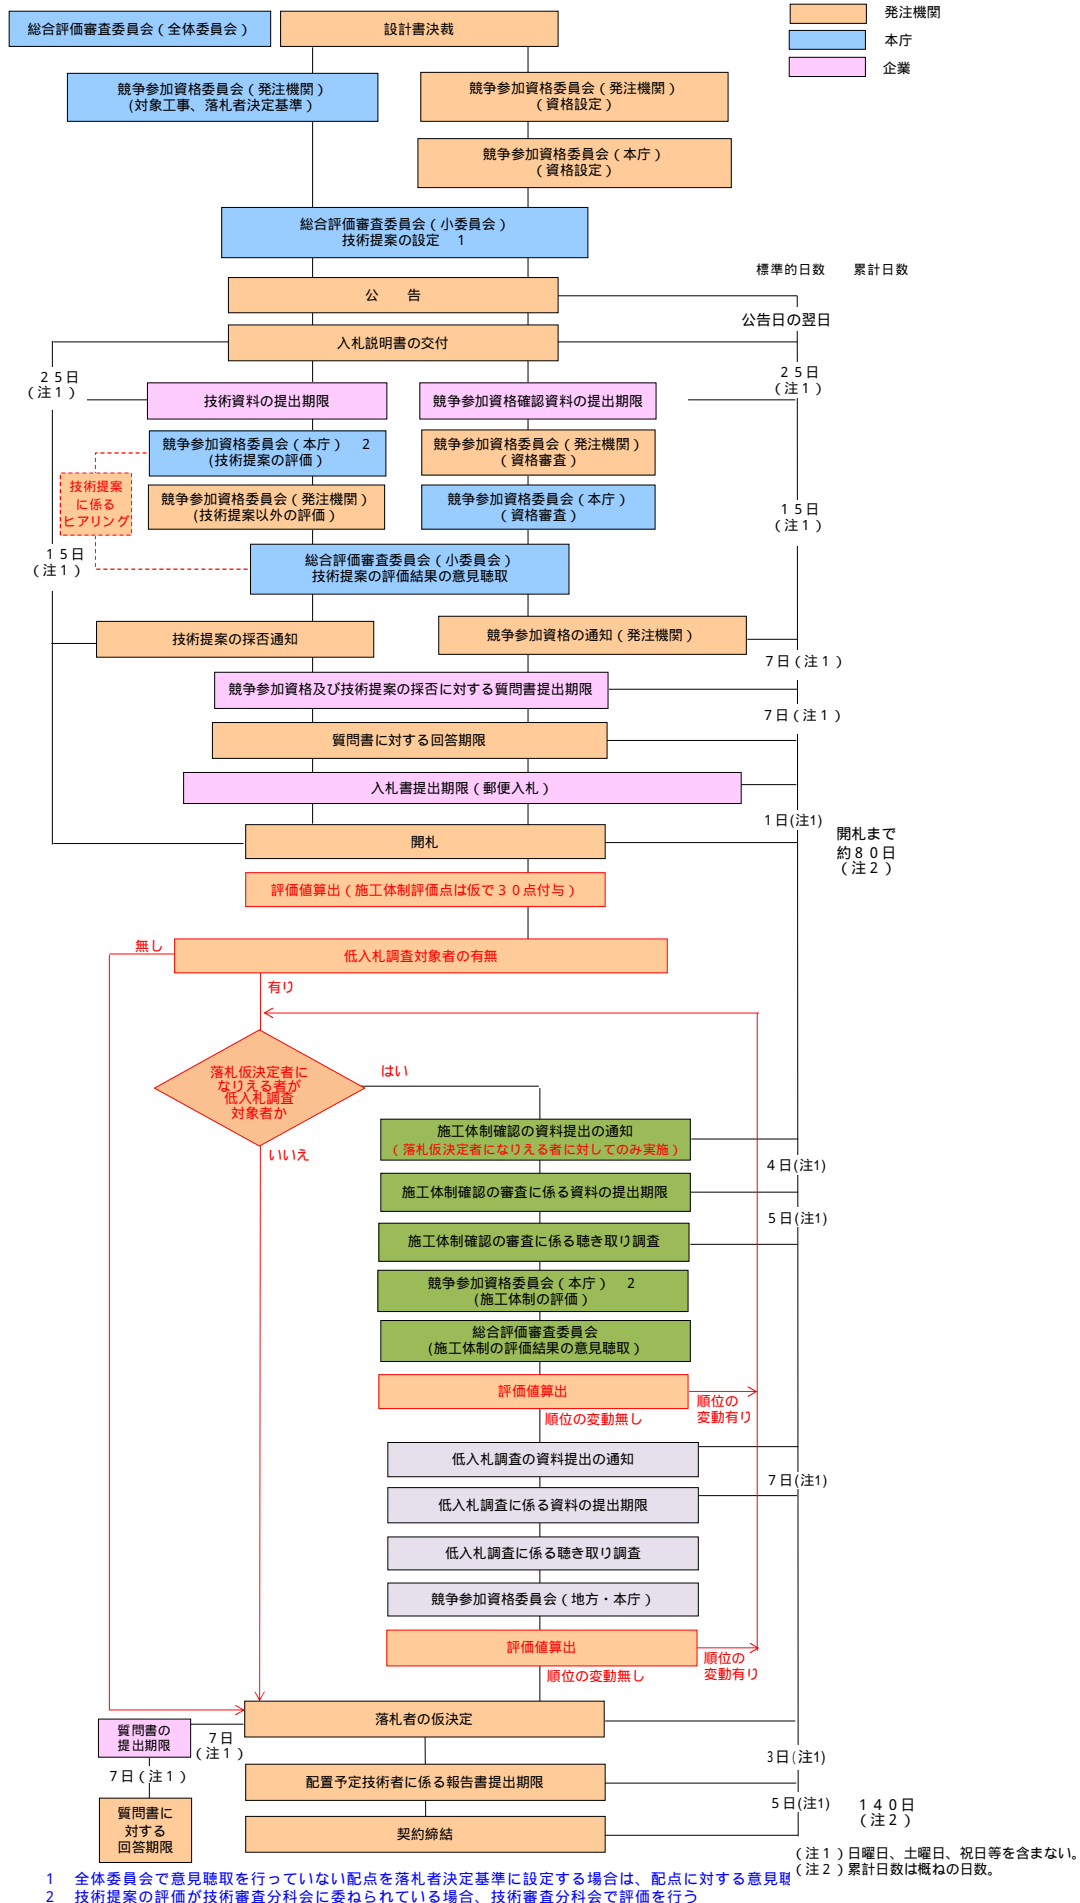 総合評価審査委員会（全体委員会）
設計書決裁
発注機関
本庁
企業
競争参加資格委員会（発注機関）
（対象工事、落札者決定基準）
競争参加資格委員会（発注機関）
（資格設定）
競争参加資格委員会（本庁）
（資格設定）
総合評価審査委員会（小委員会）
技術提案の設定　1
標準的日数　累計日数
公　　告
公告日の翌日
入札説明書の交付
２５日
（注１）
２５日
（注１）
技術資料の提出期限
競争参加資格確認資料の提出期限
競争参加資格委員会（本庁）　2
（技術提案の評価）
競争参加資格委員会（発注機関）
（資格審査）
技術提案
に係る
ヒアリング
競争参加資格委員会（発注機関）
（技術提案以外の評価）
競争参加資格委員会（本庁）
（資格審査）
１５日
（注１）
１５日
（注１）
総合評価審査委員会（小委員会）
技術提案の評価結果の意見聴取
技術提案の採否通知
競争参加資格の通知（発注機関）
７日（注１）
競争参加資格及び技術提案の採否に対する質問書提出期限
７日（注１）
質問書に対する回答期限
入札書提出期限（郵便入札）
１日(注1)
開札
開札まで
約８０日
（注２）
評価値算出（施工体制評価点は仮で３０点付与）
無し
低入札調査対象者の有無
有り
落札仮決定者に
なりえる者が
低入札調査
対象者か
はい
いいえ
施工体制確認の資料提出の通知
（落札仮決定者になりえる者に対してのみ実施）
４日(注1)
施工体制確認の審査に係る資料の提出期限
５日(注1)
施工体制確認の審査に係る聴き取り調査
競争参加資格委員会（本庁）　2
（施工体制の評価）
総合評価審査委員会
（施工体制の評価結果の意見聴取）
評価値算出
順位の
変動有り
順位の変動無し
低入札調査の資料提出の通知
７日(注1)
低入札調査に係る資料の提出期限
低入札調査に係る聴き取り調査
競争参加資格委員会（地方・本庁）
評価値算出
順位の
変動有り
順位の変動無し
落札者の仮決定
質問書の
提出期限
７日
（注１）
3日(注1)
７日（注１）
配置予定技術者に係る報告書提出期限
５日(注1)
１４０日
（注２）
質問書に
対する
回答期限
契約締結
（注１）日曜日、土曜日、祝日等を含まない。
（注２）累計日数は概ねの日数。
1　全体委員会で意見聴取を行っていない配点を落札者決定基準に設定する場合は、配点に対する意見聴
2　技術提案の評価が技術審査分科会に委ねられている場合、技術審査分科会で評価を行う